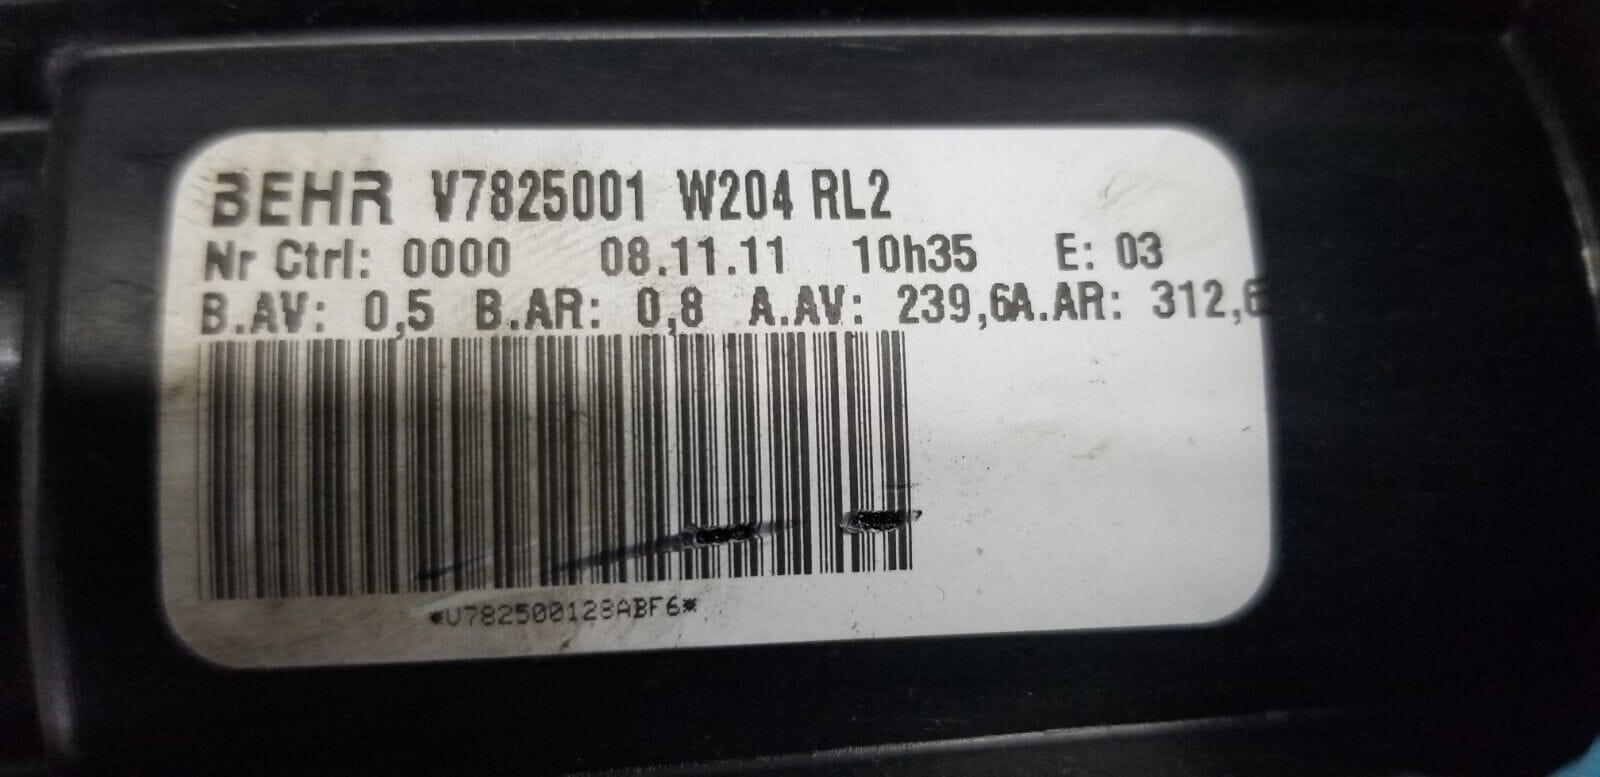 BEHR V7825001 W204 RL2
Nr Ctrl: 0000 08.11.11 10h35 E: 03
B.AV: 0,5 B.AR: 0,8 A.AV: 239,6A.AR: 312,6
*V782500128ABF6*